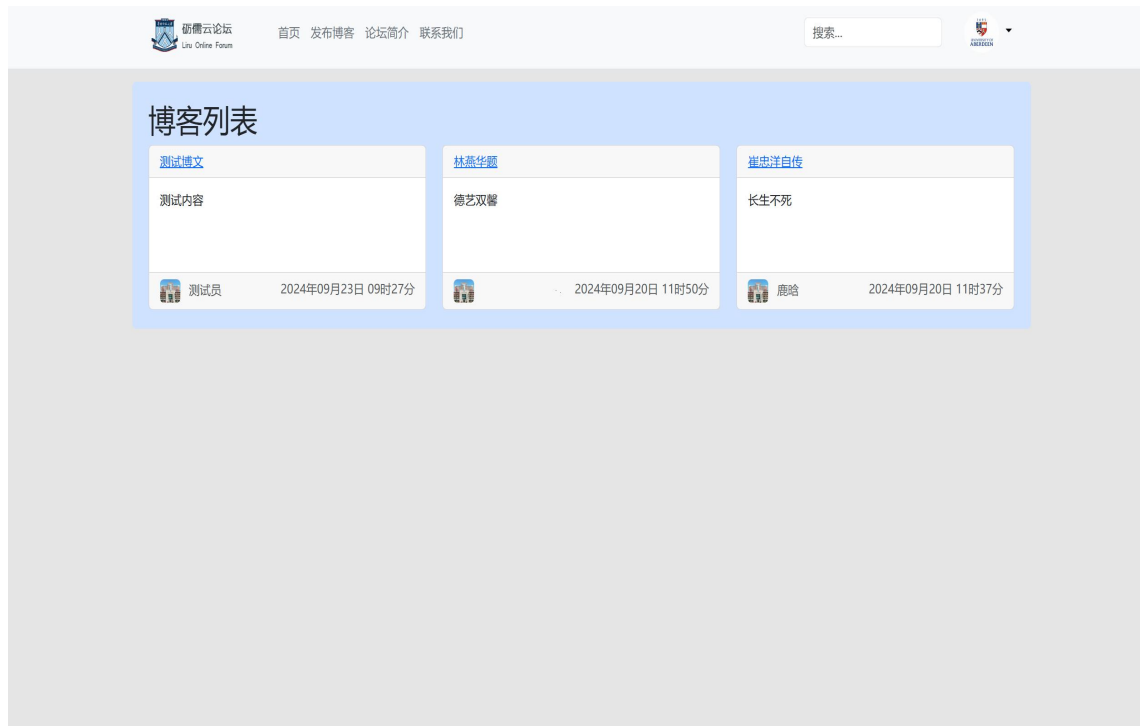 砺儒云论坛
Liru Online Forum
首页 发布博客 论坛简介 联系我们
搜索...
UNIVERSITY OF
ABERDEEN
博客列表
测试博文
测试内容
测试员 2024年09月23日 09时27分
林燕华题
德艺双馨
2024年09月20日 11时50分
崔忠洋自传
长生不死
鹿晗 2024年09月20日 11时37分